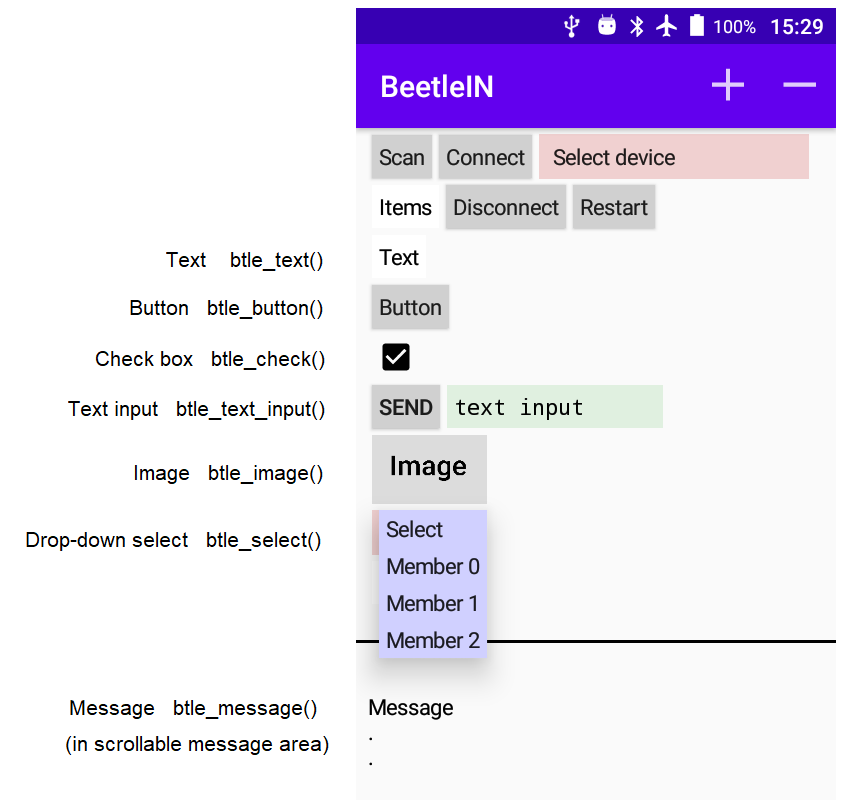 100% 15:29
BeetleIN
Scan Connect Select device
Items Disconnect Restart
Text btle_text() Text
Button btle_button() Button
Check box btle_check()
Text input btle_text_input() SEND text input
Image btle_image() Image
Drop-down select btle_select() Select
Member 0
Member 1
Member 2
Message btle_message() Message
(in scrollable message area) .
.